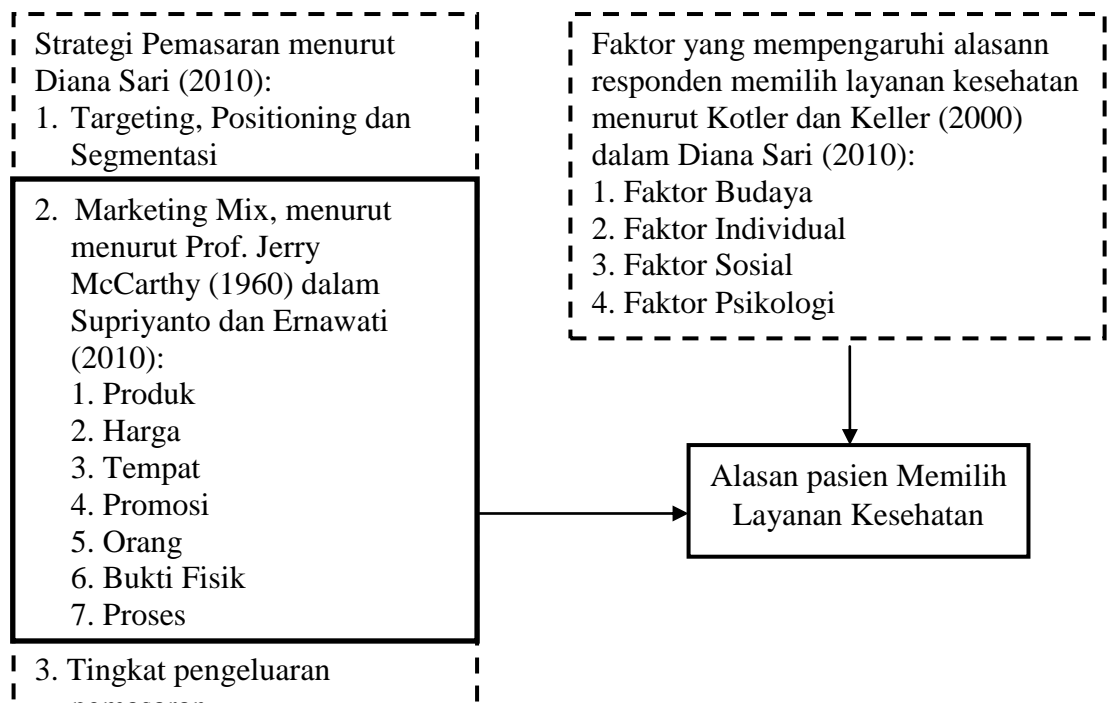 Strategi Pemasaran menurut
Diana Sari (2010):
1. Targeting, Positioning dan
Segmentasi
2. Marketing Mix, menurut
menurut Prof. Jerry
McCarthy (1960) dalam
Supriyanto dan Ernawati
(2010):
1. Produk
2. Harga
3. Tempat
4. Promosi
5. Orang
6. Bukti Fisik
7. Proses
3. Tingkat pengeluaran
Faktor yang mempengaruhi alasann
responden memilih layanan kesehatan
menurut Kotler dan Keller (2000)
dalam Diana Sari (2010):
1. Faktor Budaya
2. Faktor Individual
3. Faktor Sosial
4. Faktor Psikologi
Alasan pasien Memilih
Layanan Kesehatan